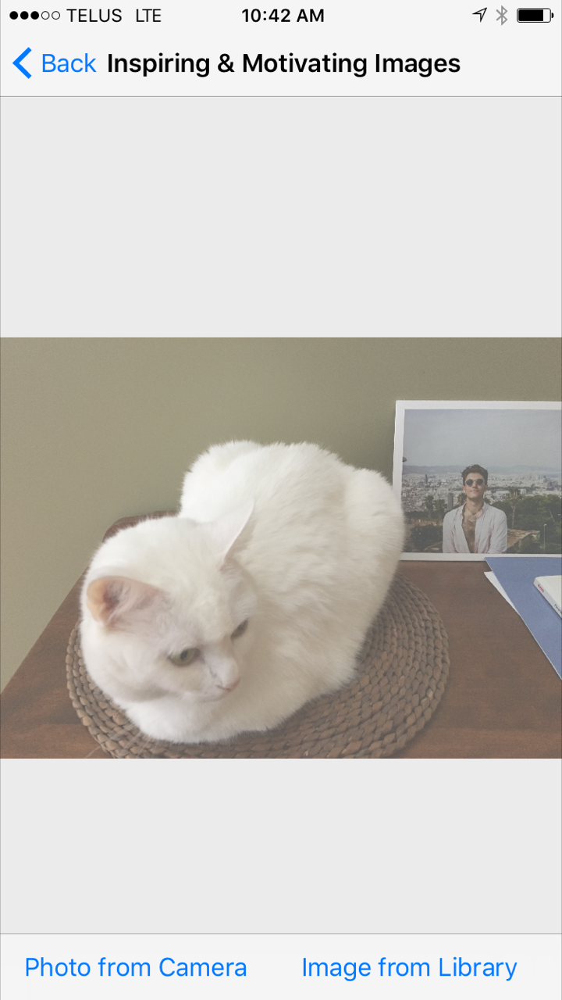 TELUS LTE 10:42 AM
Back Inspiring & Motivating Images
Photo from Camera Image from Library